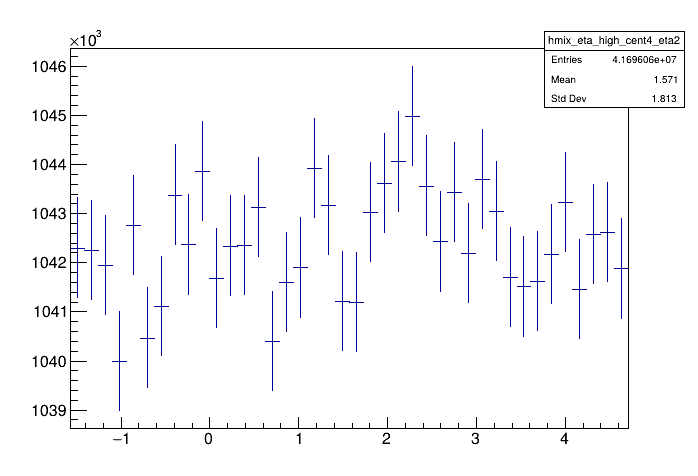 ×10³
hmix_eta_high_cent4_eta2
Entries 4.169606e+07
Mean 1.571
Std Dev 1.813
1046
1045
1044
1043
1042
1041
1040
1039
−1 0 1 2 3 4